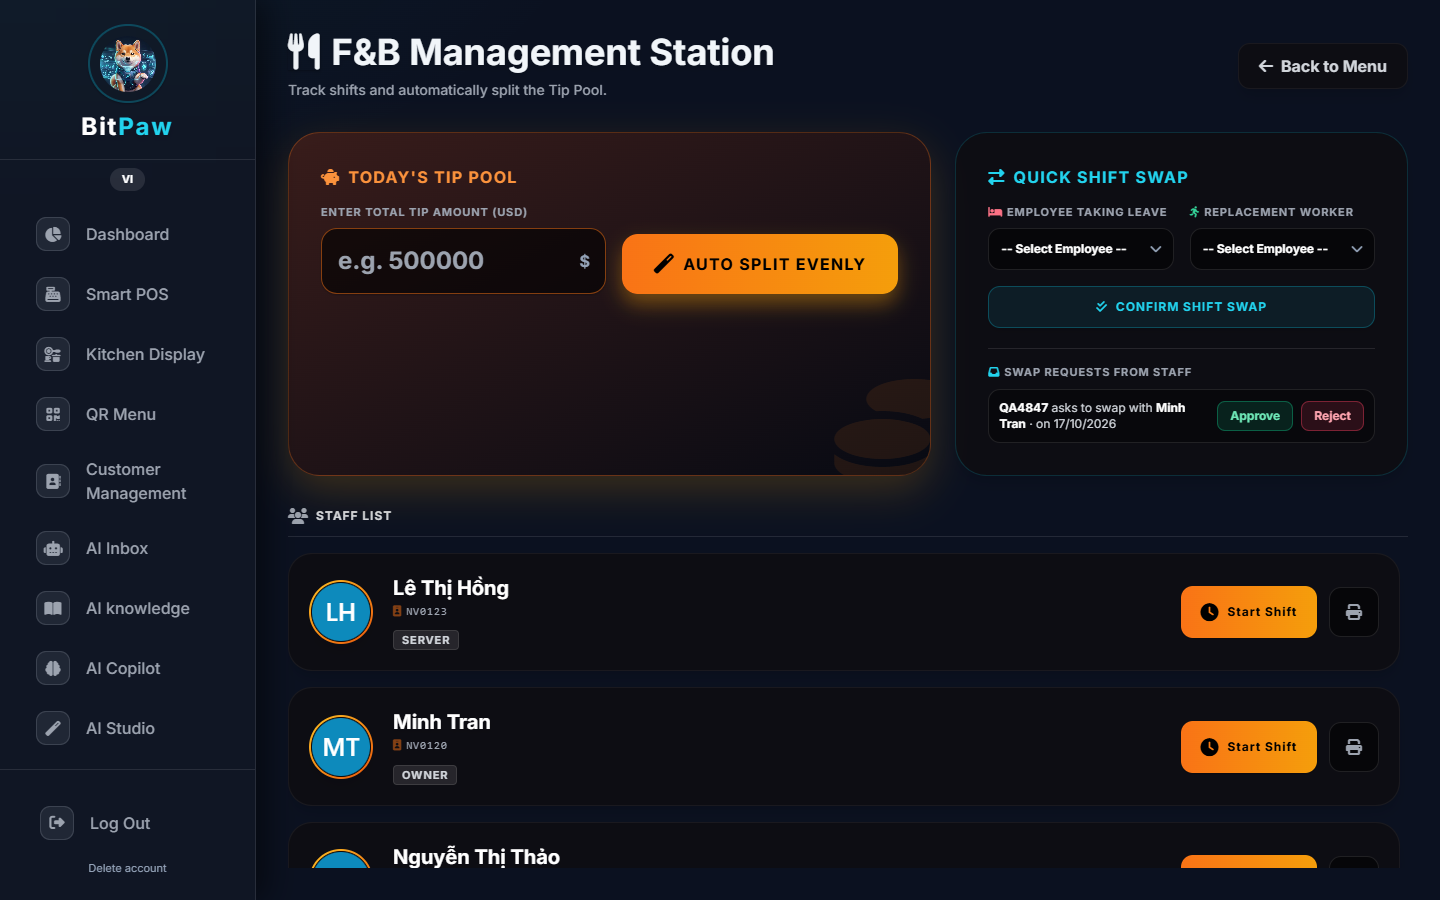 BitPaw
VI
Dashboard
Smart POS
Kitchen Display
QR Menu
Customer
Management
AI Inbox
AI knowledge
AI Copilot
AI Studio
Log Out
Delete account
F&B Management Station
Track shifts and automatically split the Tip Pool.
Back to Menu
TODAY'S TIP POOL
ENTER TOTAL TIP AMOUNT (USD)
e.g. 500000 $
AUTO SPLIT EVENLY
QUICK SHIFT SWAP
EMPLOYEE TAKING LEAVE
REPLACEMENT WORKER
-- Select Employee --
-- Select Employee --
CONFIRM SHIFT SWAP
SWAP REQUESTS FROM STAFF
QA4847 asks to swap with Minh
Tran · on 17/10/2026
Approve
Reject
STAFF LIST
LH
Lê Thị Hồng
NV0123
SERVER
Start Shift
MT
Minh Tran
NV0120
OWNER
Start Shift
Nguyễn Thị Thảo